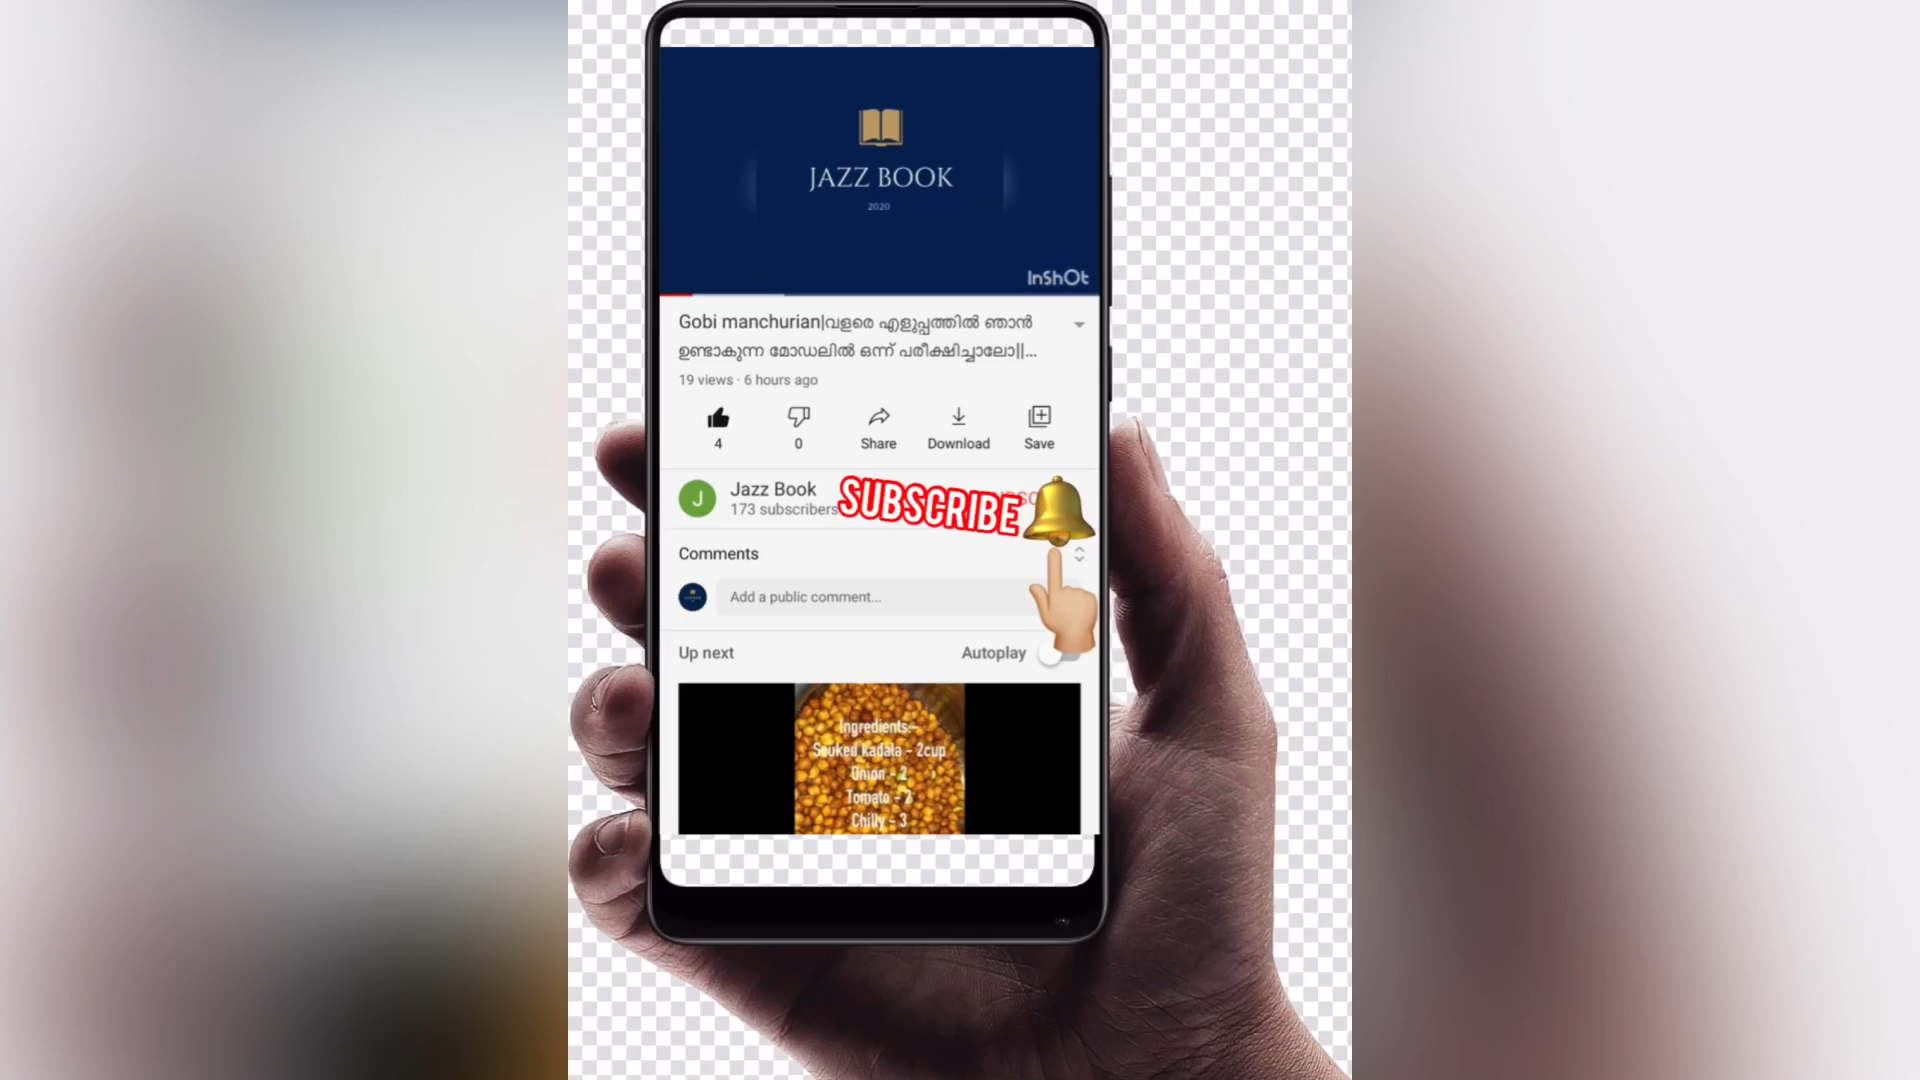 JAZZ BOOK
2020
InShOt
Gobi manchurian|വളരെ എളുപ്പത്തിൽ ഞാൻ
ഉണ്ടാകുന്ന മോഡലിൽ ഒന്ന് പരീക്ഷിച്ചാലോ||...
19 views · 6 hours ago
4
0
Share
Download
Save
J
Jazz Book
173 subscribers
SUBSCRIBE
Comments
Add a public comment...
Up next
Autoplay
Ingredients:-
Souked kadala - 2cup
Onion - 2
Tomato - 2
Chilly - 3